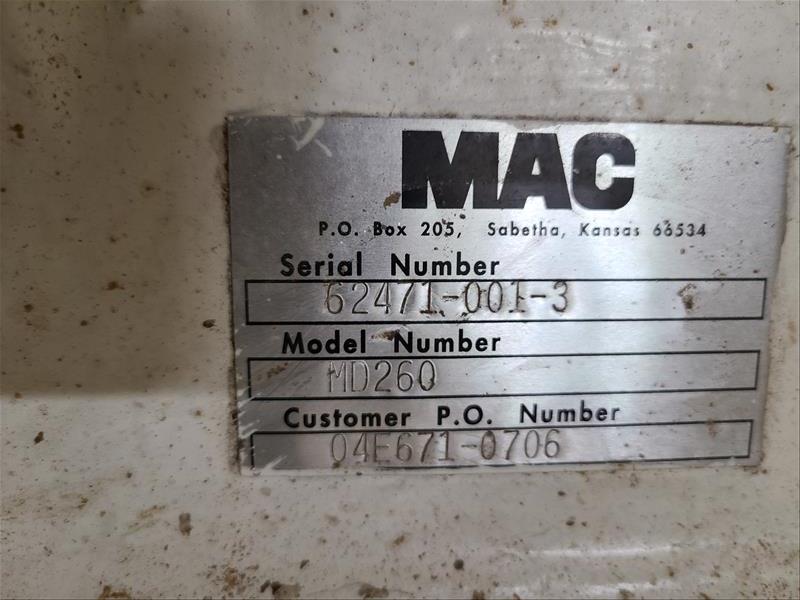 MAC
P.O. Box 205, Sabetha, Kansas 66534
Serial Number
62471-001-3
Model Number
MD260
Customer P.O. Number
04E671-0706